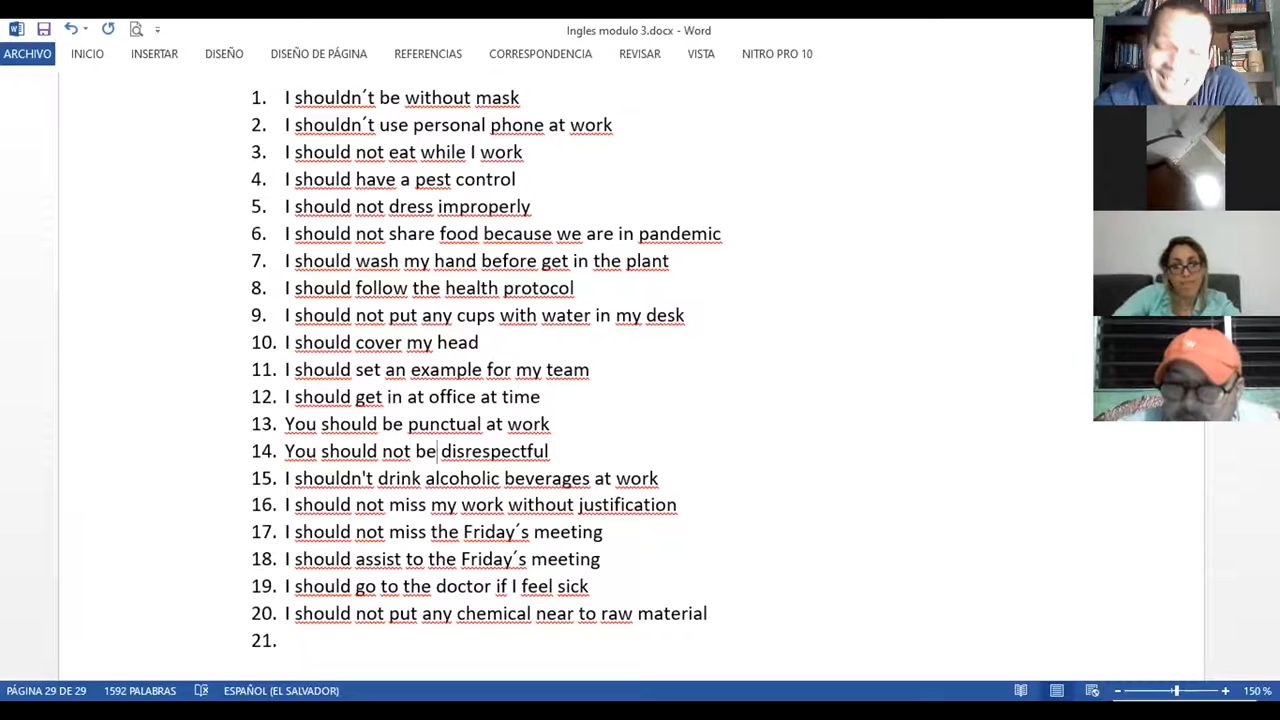 Ingles modulo 3.docx - Word
ARCHIVO INICIO INSERTAR DISEÑO DISEÑO DE PÁGINA REFERENCIAS CORRESPONDENCIA REVISAR VISTA NITRO PRO 10
1. I shouldn´t be without mask
2. I shouldn´t use personal phone at work
3. I should not eat while I work
4. I should have a pest control
5. I should not dress improperly
6. I should not share food because we are in pandemic
7. I should wash my hand before get in the plant
8. I should follow the health protocol
9. I should not put any cups with water in my desk
10. I should cover my head
11. I should set an example for my team
12. I should get in at office at time
13. You should be punctual at work
14. You should not be disrespectful
15. I shouldn't drink alcoholic beverages at work
16. I should not miss my work without justification
17. I should not miss the Friday´s meeting
18. I should assist to the Friday´s meeting
19. I should go to the doctor if I feel sick
20. I should not put any chemical near to raw material
21.
PÁGINA 29 DE 29 1592 PALABRAS ESPAÑOL (EL SALVADOR) 150 %